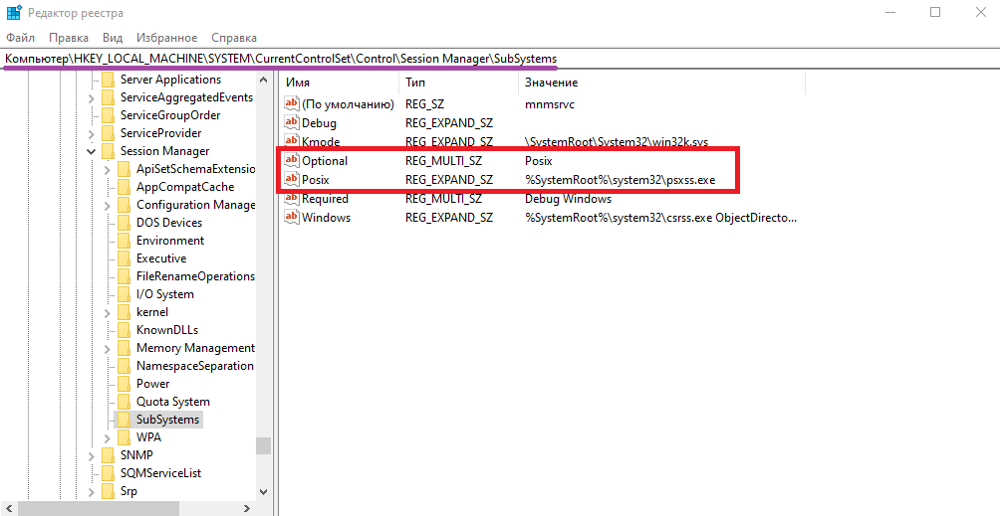 Редактор реестра
Файл Правка Вид Избранное Справка
Компьютер\HKEY_LOCAL_MACHINE\SYSTEM\CurrentControlSet\Control\Session Manager\SubSystems
Server Applications
ServiceAggregatedEvents
ServiceGroupOrder
ServiceProvider
Session Manager
ApiSetSchemaExtensio
AppCompatCache
Configuration Manage
DOS Devices
Environment
Executive
FileRenameOperations
I/O System
kernel
KnownDLLs
Memory Management
NamespaceSeparation
Power
Quota System
SubSystems
WPA
SNMP
SQMServiceList
Srp
Имя Тип Значение
(По умолчанию) REG_SZ mnmsrvc
Debug REG_EXPAND_SZ
Kmode REG_EXPAND_SZ \SystemRoot\System32\win32k.sys
Optional REG_MULTI_SZ Posix
Posix REG_EXPAND_SZ %SystemRoot%\system32\psxss.exe
Required REG_MULTI_SZ Debug Windows
Windows REG_EXPAND_SZ %SystemRoot%\system32\csrss.exe ObjectDirecto...